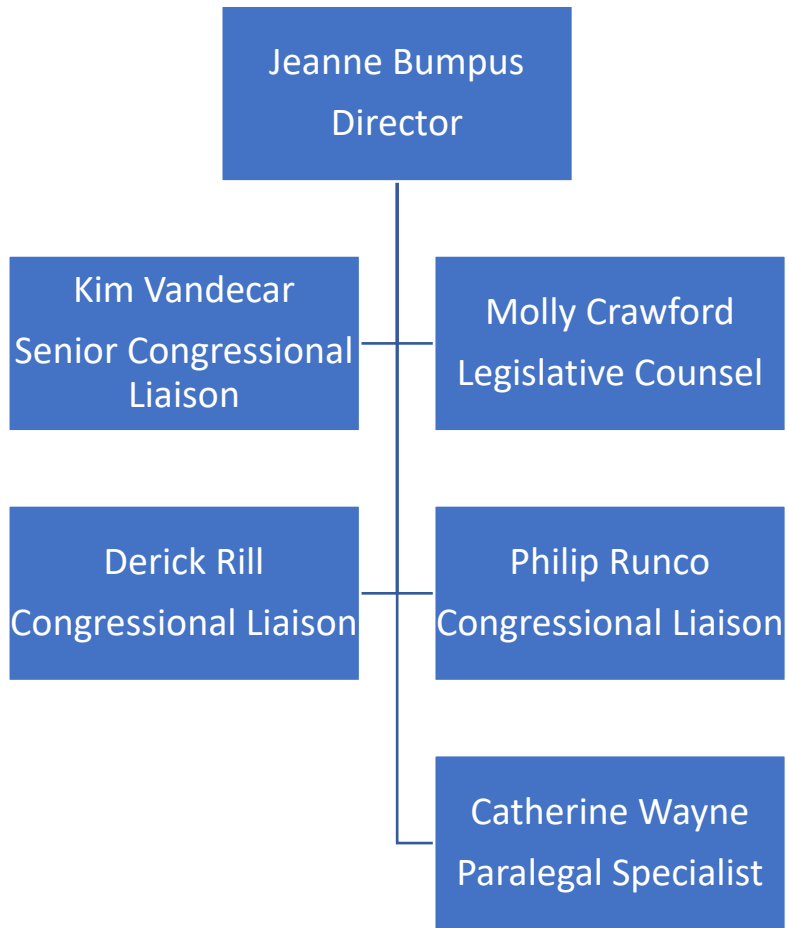 Jeanne Bumpus
Director
Kim Vandecar
Senior Congressional
Liaison
Molly Crawford
Legislative Counsel
Derick Rill
Congressional Liaison
Philip Runco
Congressional Liaison
Catherine Wayne
Paralegal Specialist